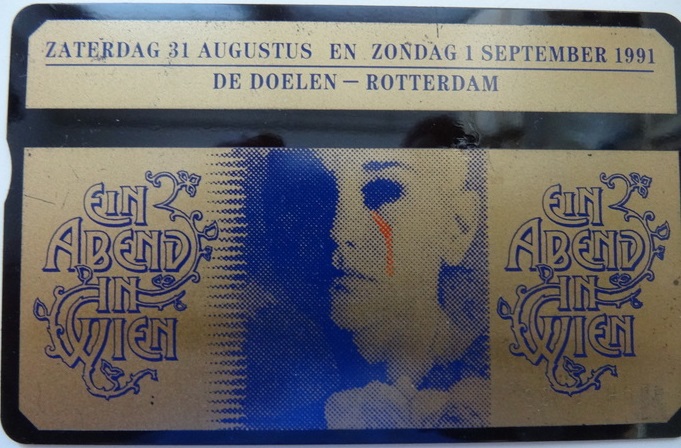 ZATERDAG 31 AUGUSTUS EN ZONDAG 1 SEPTEMBER 1991
DE DOELEN — ROTTERDAM
EIN
ABEND
IN
WIEN
EIN
ABEND
IN
WIEN